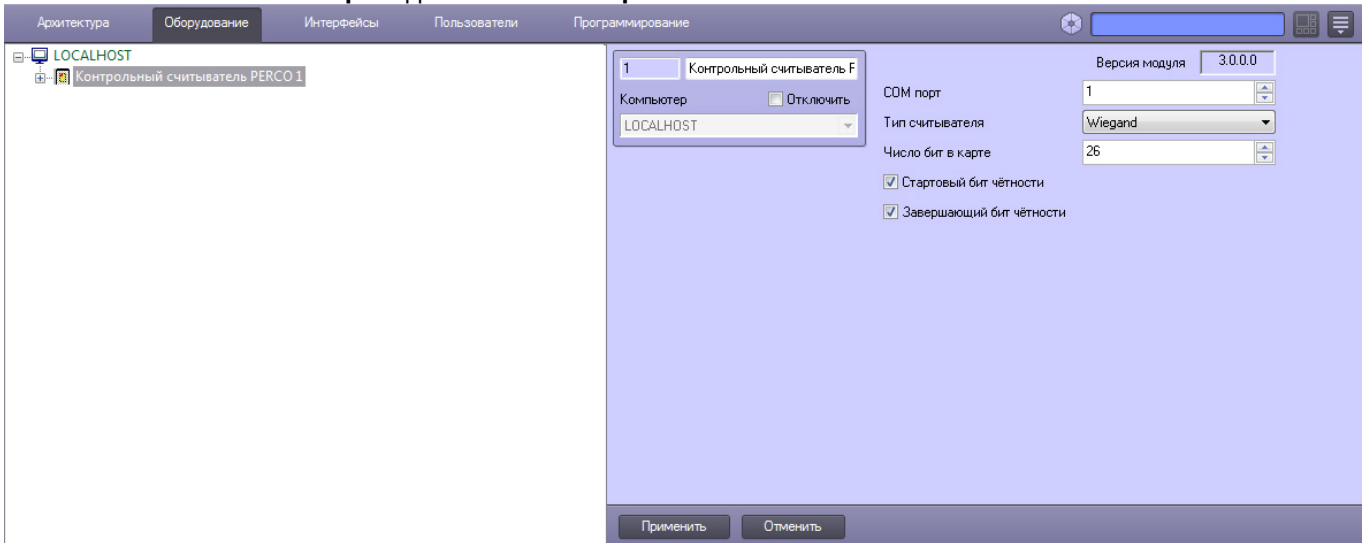 Архитектура Оборудование Интерфейсы Пользователи Программирование
LOCALHOST
Контрольный считыватель PERCO 1
1 Контрольный считыватель F
Компьютер Отключить
LOCALHOST
Версия модуля 3.0.0.0
COM порт 1
Тип считывателя Wiegand
Число бит в карте 26
Стартовый бит чётности
Завершающий бит чётности
Применить Отменить